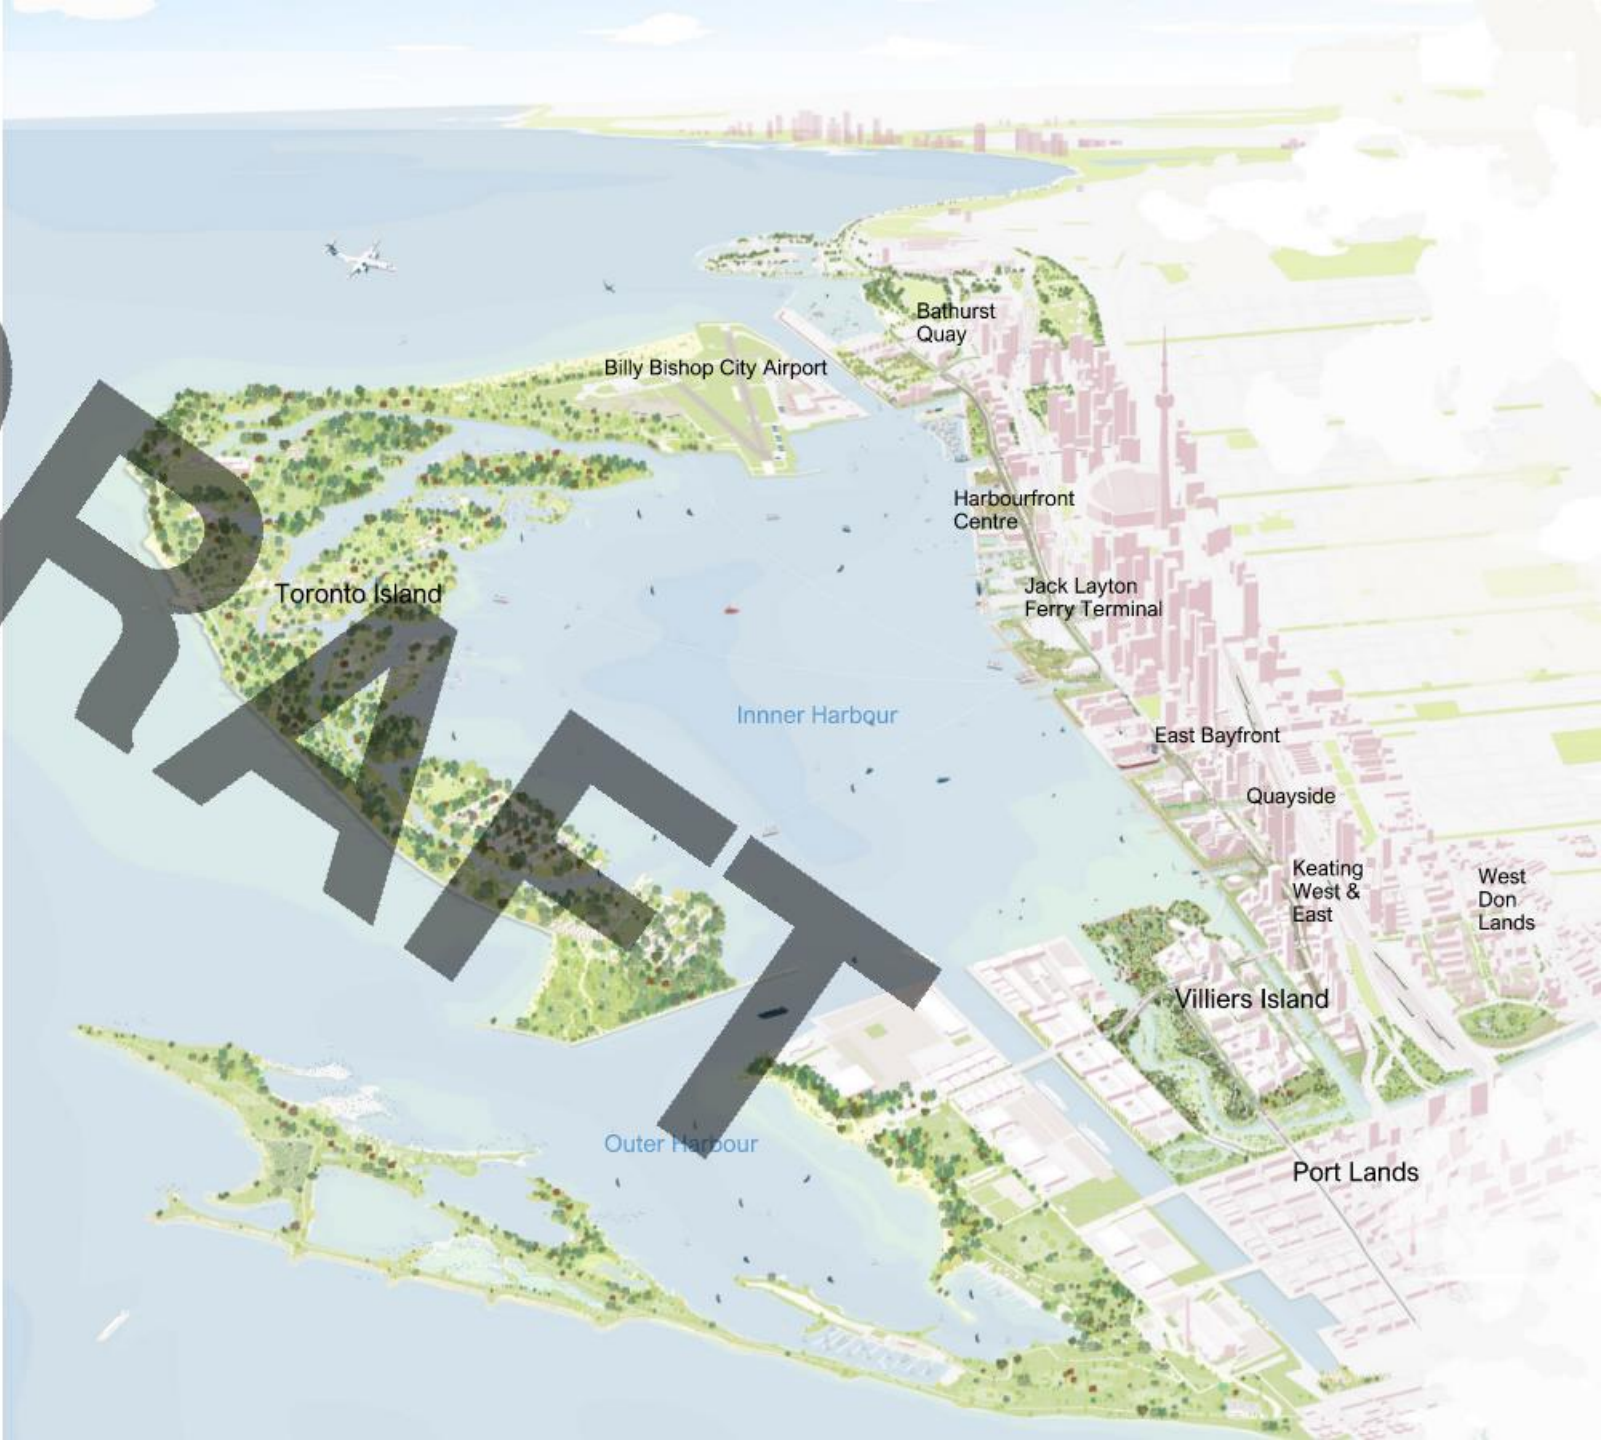 Bathurst
Quay
Billy Bishop City Airport
Harbourfront
Centre
Jack Layton
Ferry Terminal
Toronto Island
Innner Harbour
East Bayfront
Quayside
Keating
West &
East
West
Don
Lands
Villiers Island
Outer Harbour
Port Lands
DRAFT